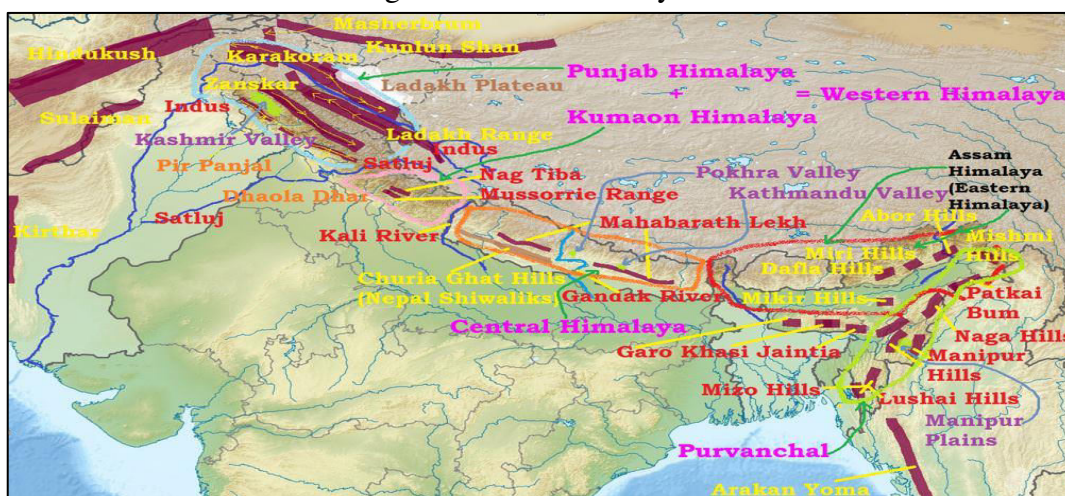 Masherbrum
Hindukush
Karakoram
Kunlun Shan
Zanskar
Ladakh Plateau
Punjab Himalaya
+
= Western Himalaya
Kumaon Himalaya
Indus
Sulaiman
Kashmir Valley
Ladakh Range
Indus
Pir Panjal
Satluj
Nag Tiba
Dhaola Dhar
Mussorrie Range
Pokhra Valley
Kathmandu Valley
Assam
Himalaya
(Eastern
Himalaya)
Satluj
Kirthar
Kali River
Mahabarath Lekh
Abor Hills
Mishmi
Hills
Miri Hills
Dafla Hills
Churia Ghat Hills
(Nepal Shiwaliks)
Gandak River
Mikir Hills
Patkai
Bum
Central Himalaya
Naga Hills
Garo Khasi Jaintia
Manipur
Hills
Mizo Hills
Lushai Hills
Manipur
Plains
Purvanchal
Arakan Yoma